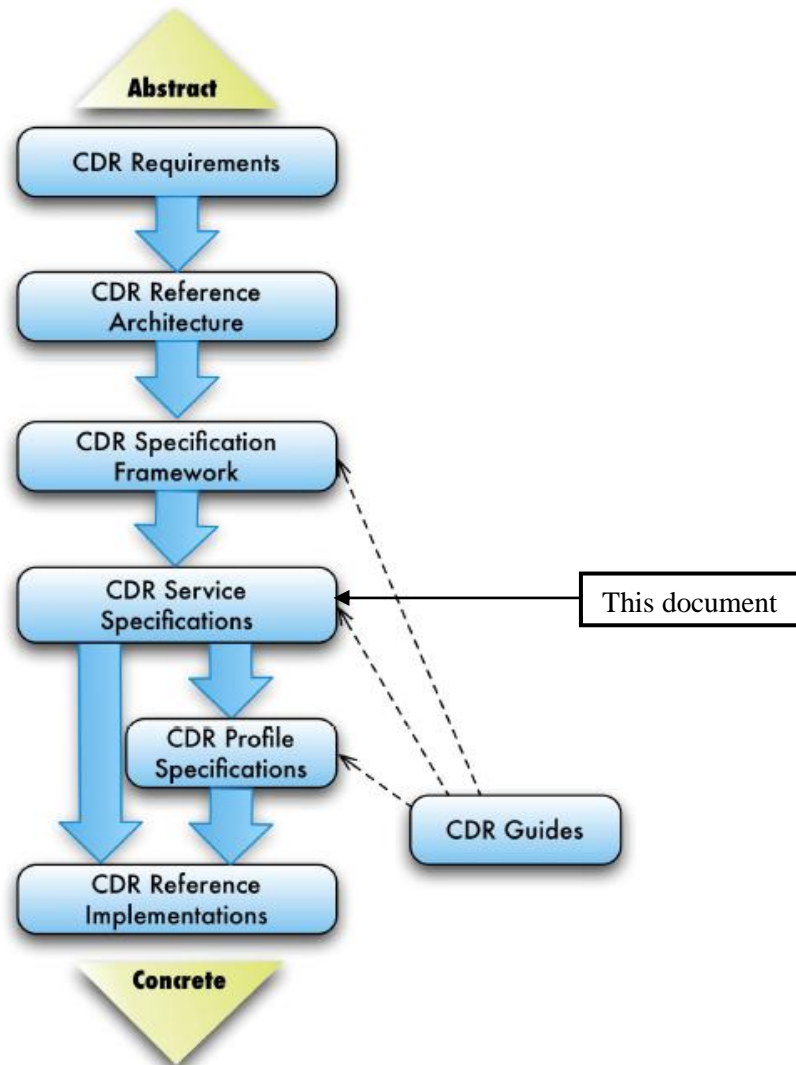 Abstract
CDR Requirements
CDR Reference
Architecture
CDR Specification
Framework
CDR Service
Specifications
This document
CDR Profile
Specifications
CDR Guides
CDR Reference
Implementations
Concrete